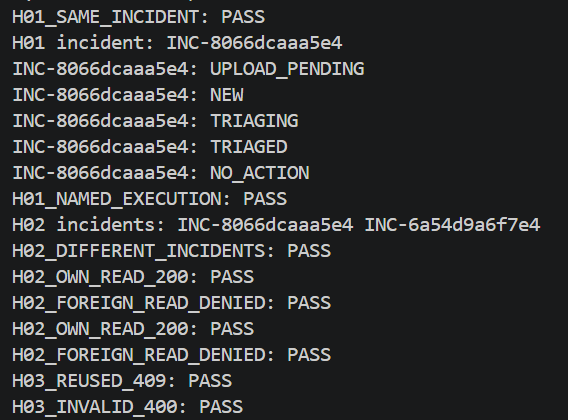 H01_SAME_INCIDENT: PASS
H01 incident: INC-8066dcaaa5e4
INC-8066dcaaa5e4: UPLOAD_PENDING
INC-8066dcaaa5e4: NEW
INC-8066dcaaa5e4: TRIAGING
INC-8066dcaaa5e4: TRIAGED
INC-8066dcaaa5e4: NO_ACTION
H01_NAMED_EXECUTION: PASS
H02 incidents: INC-8066dcaaa5e4 INC-6a54d9a6f7e4
H02_DIFFERENT_INCIDENTS: PASS
H02_OWN_READ_200: PASS
H02_FOREIGN_READ_DENIED: PASS
H02_OWN_READ_200: PASS
H02_FOREIGN_READ_DENIED: PASS
H03_REUSED_409: PASS
H03_INVALID_400: PASS